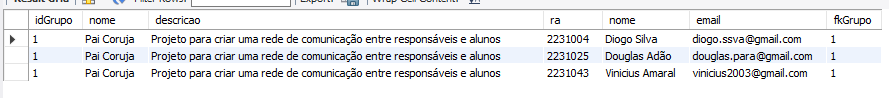 idGrupo nome descricao ra nome email fkGrupo
1 Pai Coruja Projeto para criar uma rede de comunicação entre responsáveis e alunos 2231004 Diogo Silva diogo.ssva@gmail.com 1
1 Pai Coruja Projeto para criar uma rede de comunicação entre responsáveis e alunos 2231025 Douglas Adão douglas.para@gmail.com 1
1 Pai Coruja Projeto para criar uma rede de comunicação entre responsáveis e alunos 2231043 Vinicius Amaral vinicius2003@gmail.com 1